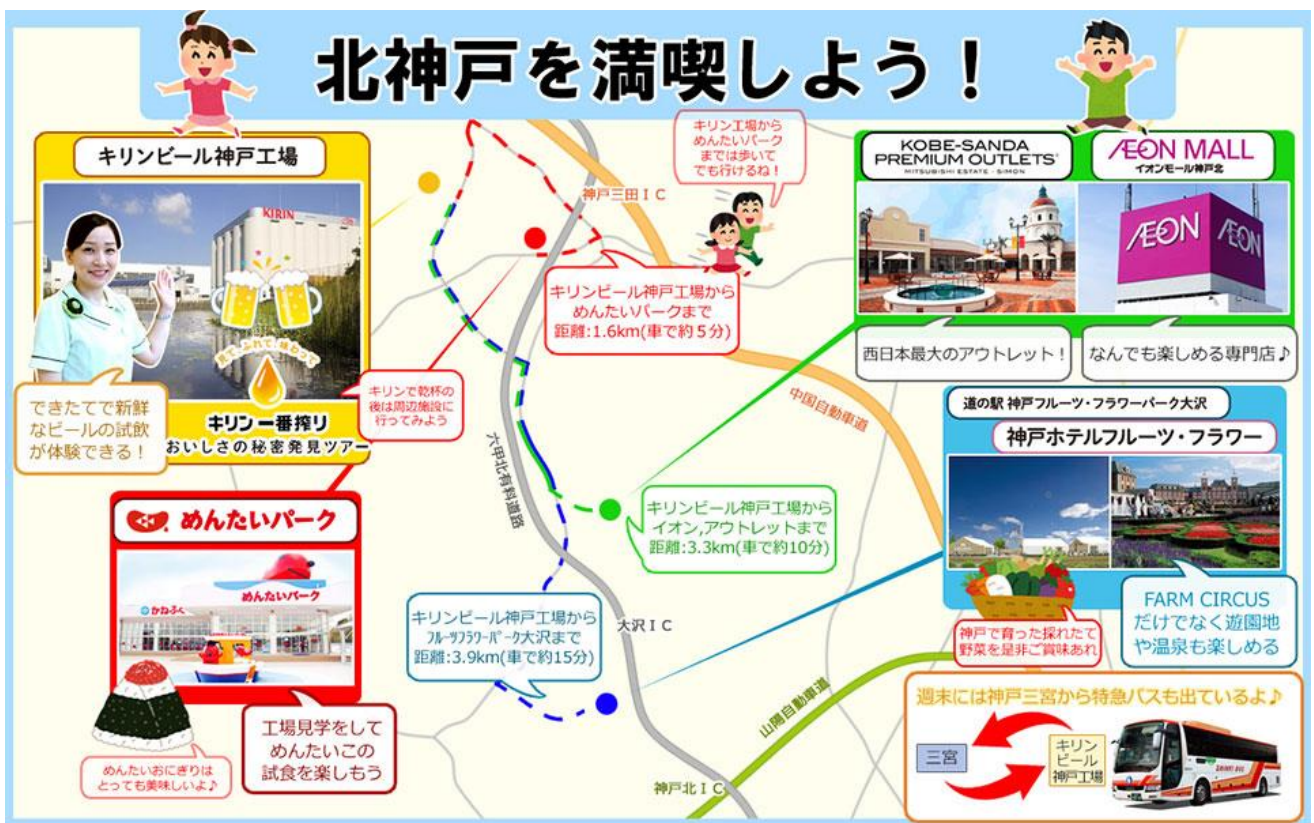 北神戸を満喫しよう！
キリンビール神戸工場
KIRIN
見て、ふれて、味わって
キリン一番搾り
おいしさの秘密発見ツアー
できたてで新鮮
なビールの試飲
が体験できる！
キリンで乾杯の
後は周辺施設に
行ってみよう
めんたいパーク
かねふく
めんたいパーク
めんたいおにぎりは
とっても美味しいよ♪
工場見学をして
めんたいこの
試食を楽しもう
キリン工場から
めんたいパーク
までは歩いて
でも行けるね！
神戸三田ＩＣ
キリンビール神戸工場から
めんたいパークまで
距離:1.6km(車で約５分)
中国自動車道
六甲北有料道路
キリンビール神戸工場から
イオン,アウトレットまで
距離:3.3km(車で約10分)
キリンビール神戸工場から
フルーツフラワーパーク大沢まで
距離:3.9km(車で約15分)
大沢ＩＣ
山陽自動車道
神戸北ＩＣ
KOBE-SANDA
PREMIUM OUTLETS®
MITSUBISHI ESTATE・SIMON
ÆON MALL
イオンモール神戸北
ÆON
ÆON
西日本最大のアウトレット！
なんでも楽しめる専門店♪
道の駅 神戸フルーツ・フラワーパーク大沢
神戸ホテルフルーツ・フラワー
神戸で育った採れたて
野菜を是非ご賞味あれ
FARM CIRCUS
だけでなく遊園地
や温泉も楽しめる
週末には神戸三宮から特急バスも出ているよ♪
三宮
キリン
ビール
神戸工場
SHINKI BUS